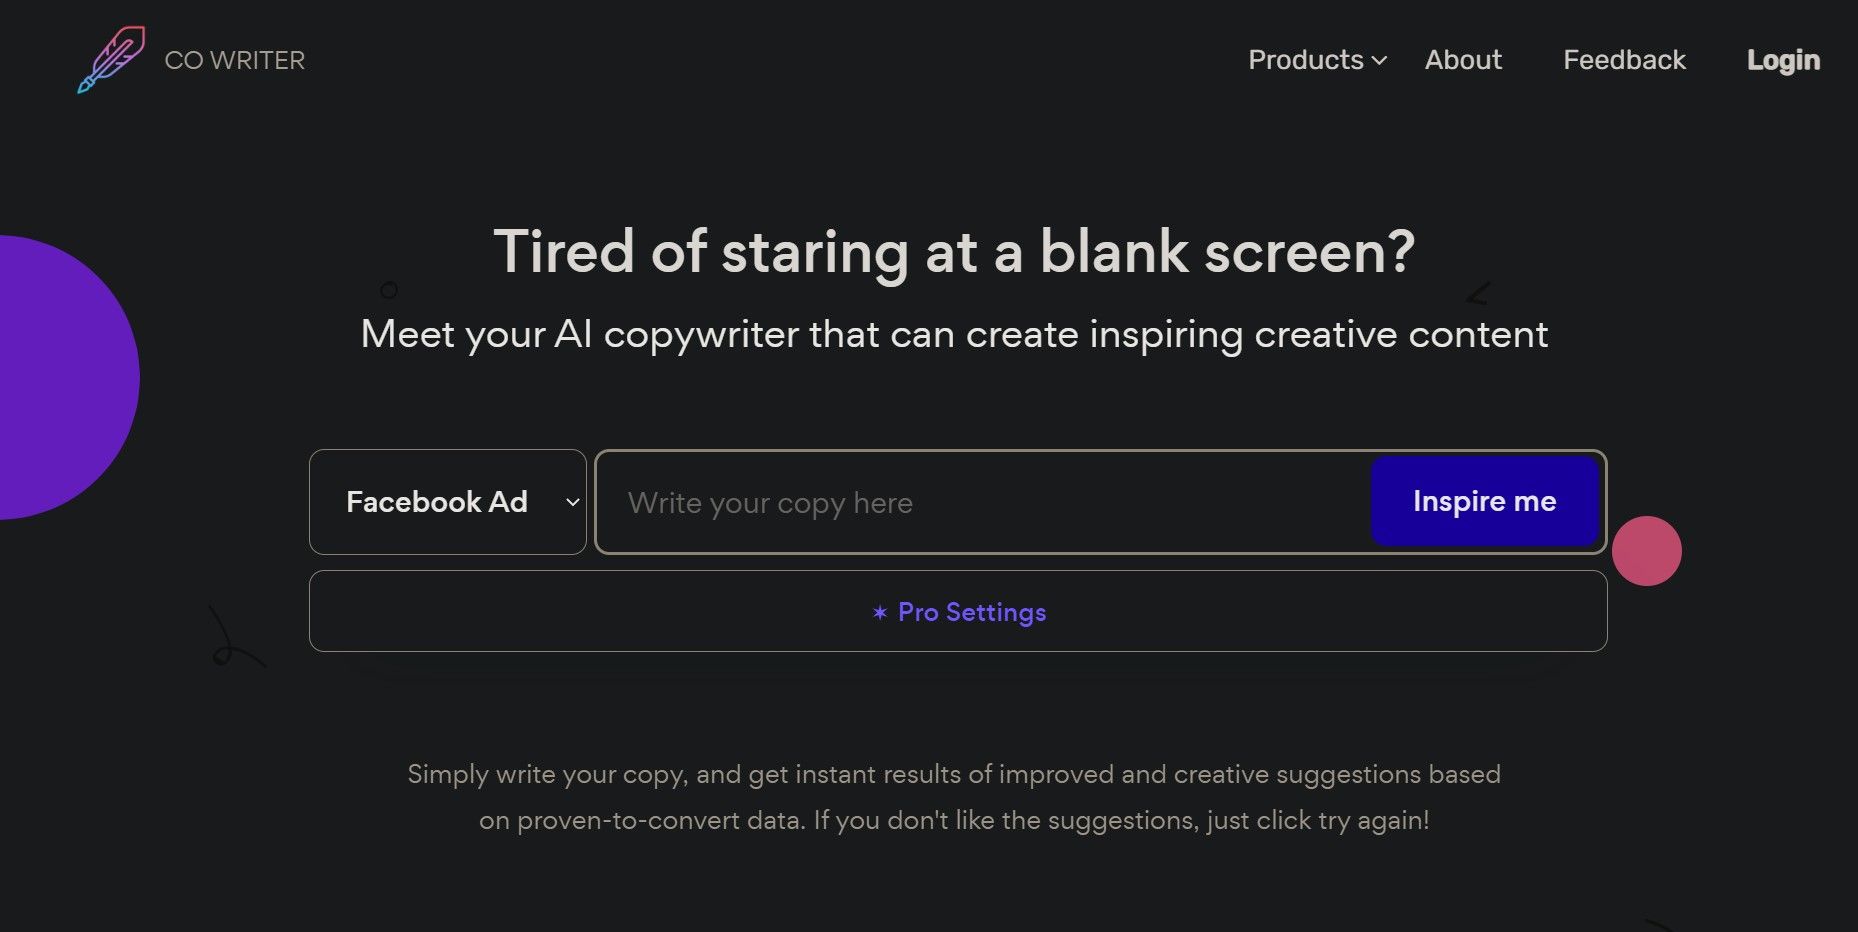 CO WRITER
Products
About
Feedback
Login
Tired of staring at a blank screen?
Meet your AI copywriter that can create inspiring creative content
Facebook Ad
Write your copy here
Inspire me
Pro Settings
Simply write your copy, and get instant results of improved and creative suggestions based
on proven-to-convert data. If you don't like the suggestions, just click try again!